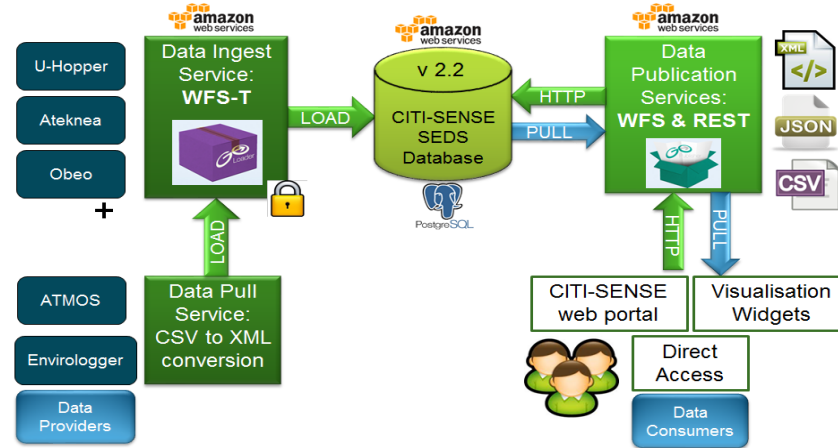 amazon
web services
amazon
web services
amazon
web services
U-Hopper
Ateknea
Obeo
+
Data Ingest
Service:
WFS-T
GO
Loader
LOAD
v 2.2
CITI-SENSE
SEDS
Database
PostgreSQL
HTTP
PULL
Data
Publication
Services:
WFS & REST
GO
XML
</>
JSON
CSV
LOAD
HTTP
PULL
ATMOS
Envirologger
Data
Providers
Data Pull
Service:
CSV to XML
conversion
CITI-SENSE
web portal
Visualisation
Widgets
Direct
Access
Data
Consumers